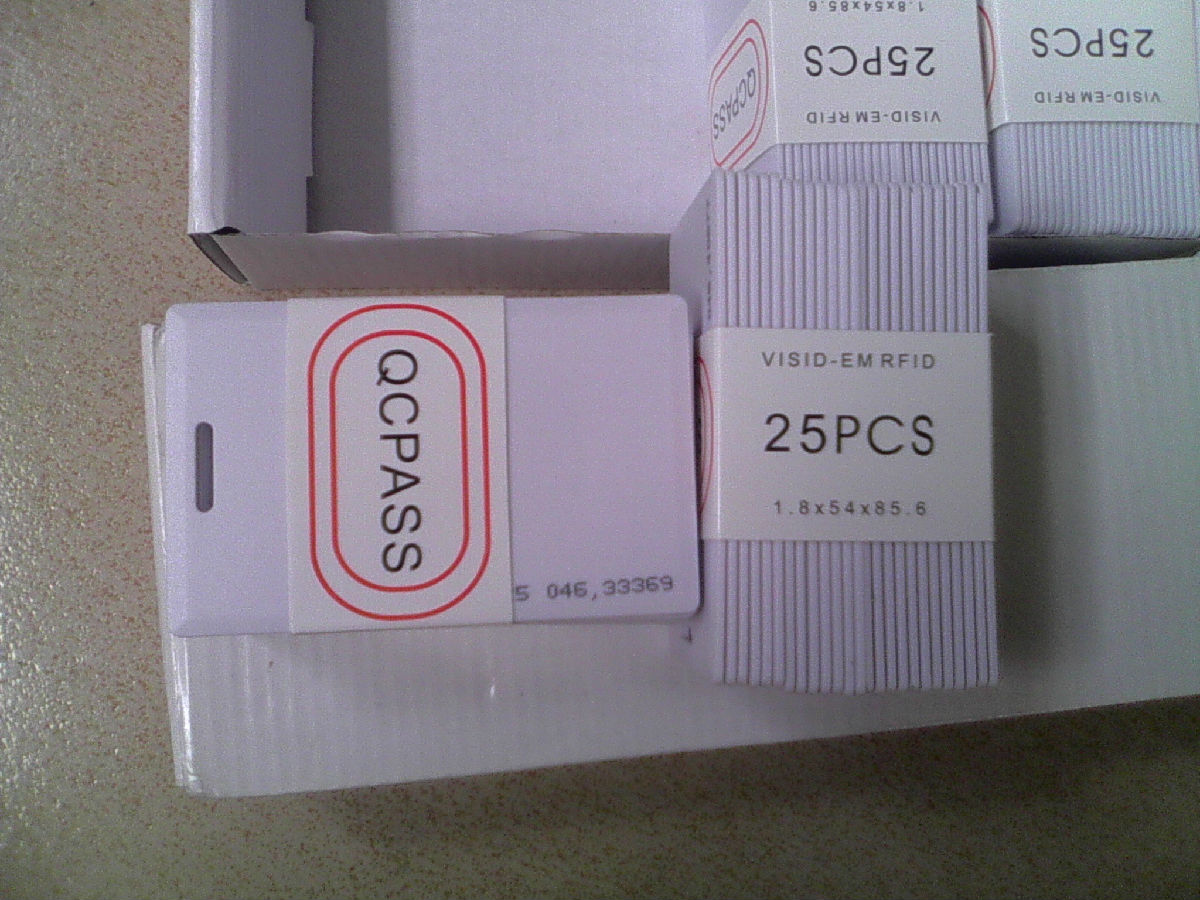 1.8x54x85.6
25PCS
VISID-EM RFID
QCPASS
25PCS
VISID-EM RFID
QCPASS
5 046,33369
VISID-EM RFID
25PCS
1.8x54x85.6